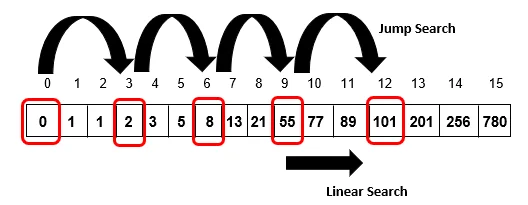 Jump Search
0 1 2 3 4 5 6 7 8 9 10 11 12 13 14 15
0 1 1 2 3 5 8 13 21 55 77 89 101 201 256 780
Linear Search